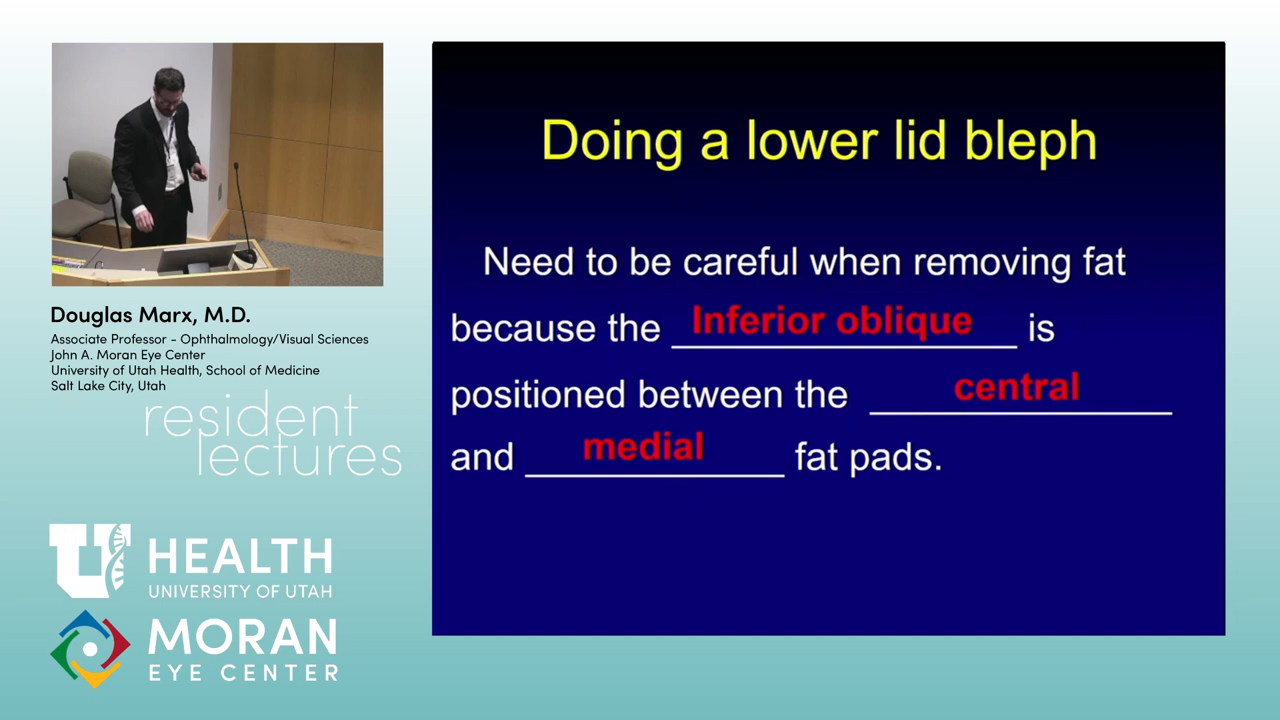 Doing a lower lid bleph
Need to be careful when removing fat
because the Inferior oblique is
positioned between the central
and medial fat pads.
Douglas Marx, M.D.
Associate Professor - Ophthalmology/Visual Sciences
John A. Moran Eye Center
University of Utah Health, School of Medicine
Salt Lake City, Utah
resident
lectures
U
HEALTH
UNIVERSITY OF UTAH
MORAN
EYE CENTER